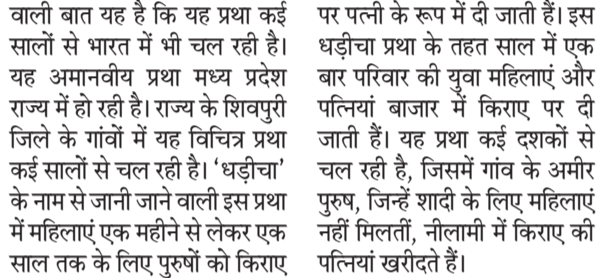 वाली बात यह है कि यह प्रथा कई
सालों से भारत में भी चल रही है।
यह अमानवीय प्रथा मध्य प्रदेश
राज्य में हो रही है। राज्य के शिवपुरी
जिले के गांवों में यह विचित्र प्रथा
कई सालों से चल रही है। ‘धड़ीचा’
के नाम से जानी जाने वाली इस प्रथा
में महिलाएं एक महीने से लेकर एक
साल तक के लिए पुरुषों को किराए
पर पत्नी के रूप में दी जाती हैं। इस
धड़ीचा प्रथा के तहत साल में एक
बार परिवार की युवा महिलाएं और
पत्नियां बाजार में किराए पर दी
जाती हैं। यह प्रथा कई दशकों से
चल रही है, जिसमें गांव के अमीर
पुरुष, जिन्हें शादी के लिए महिलाएं
नहीं मिलतीं, नीलामी में किराए की
पत्नियां खरीदते हैं।